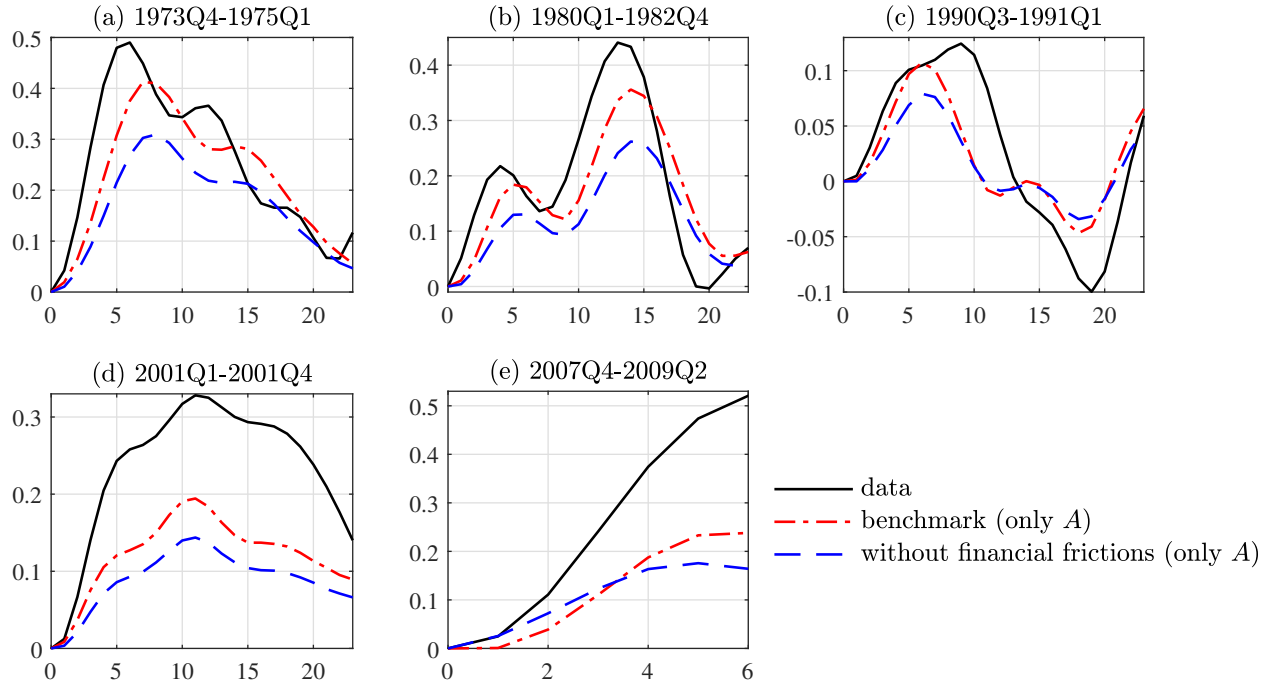 (a) 1973Q4-1975Q1
0.5
0.4
0.3
0.2
0.1
0
0 5 10 15 20
(b) 1980Q1-1982Q4
0.4
0.3
0.2
0.1
0
0 5 10 15 20
(c) 1990Q3-1991Q1
0.1
0.05
0
-0.05
-0.1
0 5 10 15 20
(d) 2001Q1-2001Q4
0.3
0.2
0.1
0
0 5 10 15 20
(e) 2007Q4-2009Q2
0.5
0.4
0.3
0.2
0.1
0
0 2 4 6
data
benchmark (only A)
without financial frictions (only A)